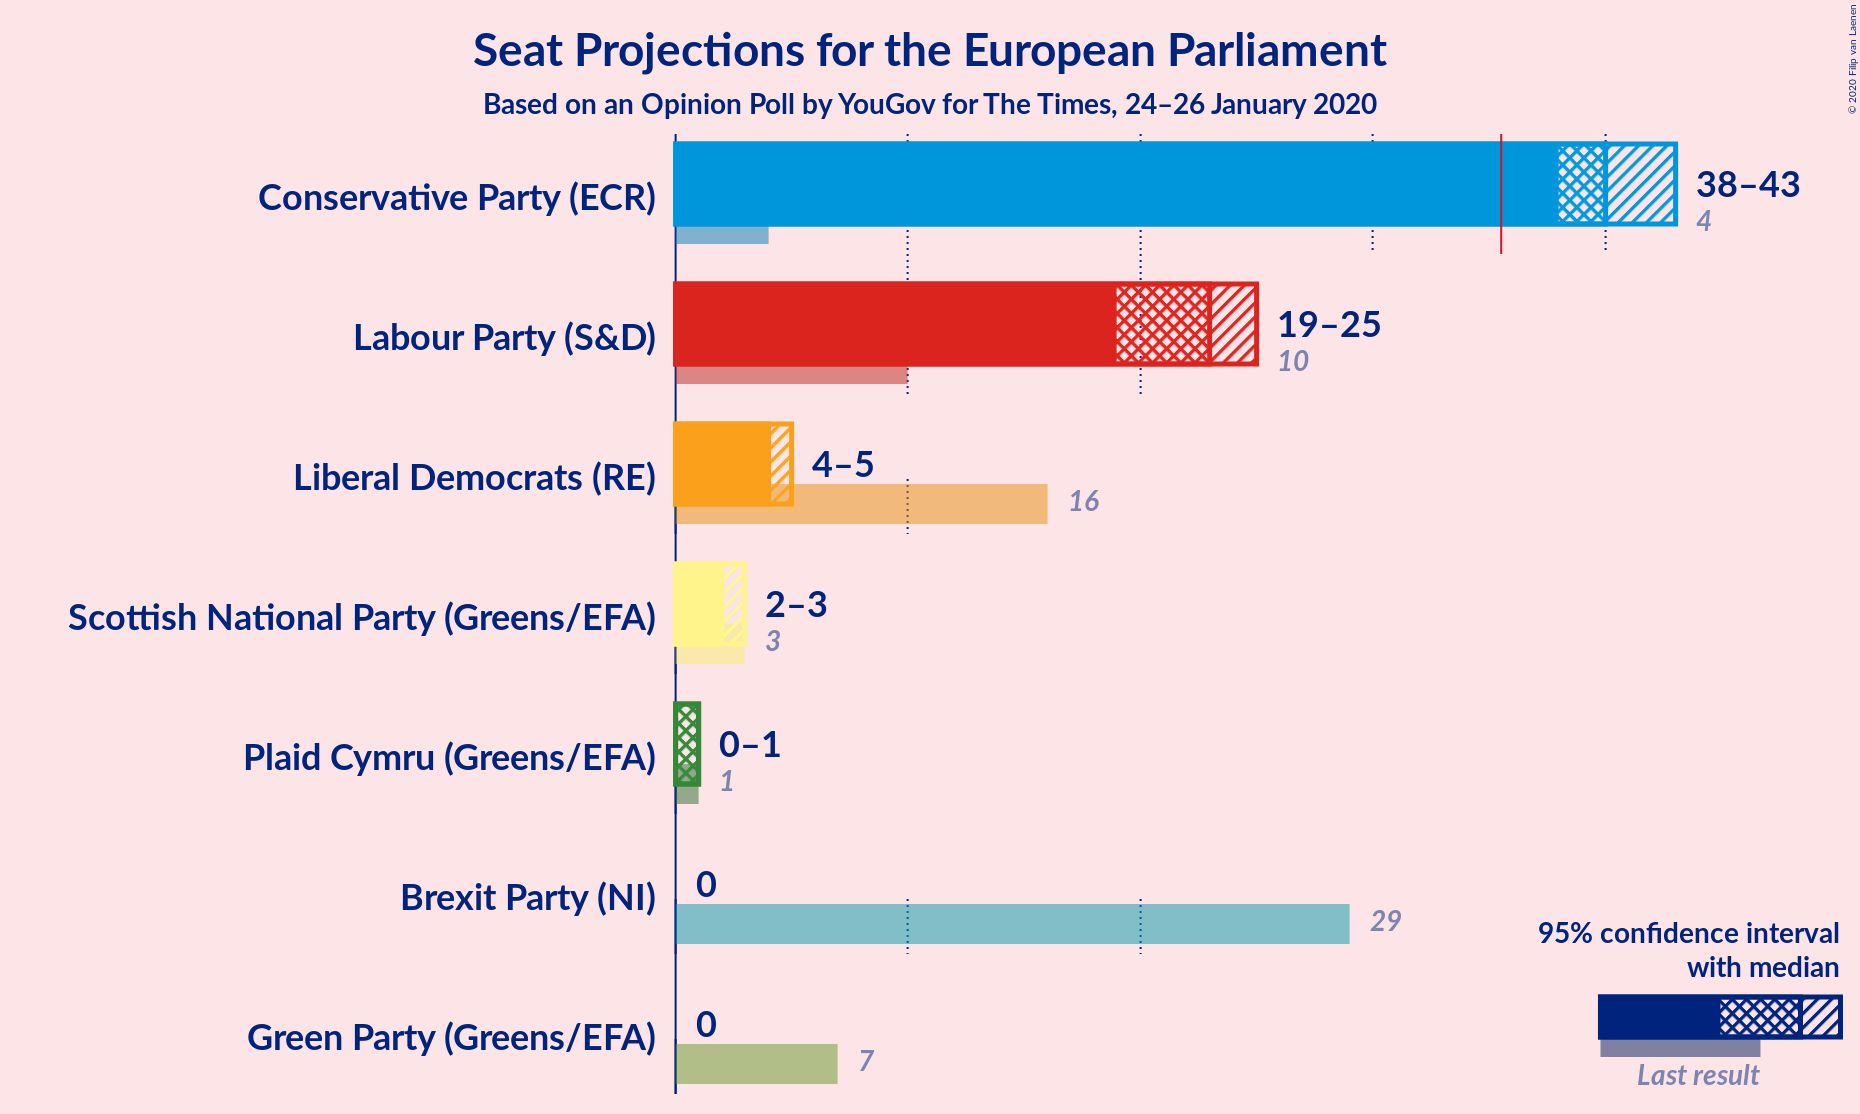 Seat Projections for the European Parliament
Based on an Opinion Poll by YouGov for The Times, 24–26 January 2020
© 2020 Filip van Laenen
Conservative Party (ECR)
38–43
4
Labour Party (S&D)
19–25
10
Liberal Democrats (RE)
4–5
16
Scottish National Party (Greens/EFA)
2–3
3
Plaid Cymru (Greens/EFA)
0–1
1
Brexit Party (NI)
0
29
Green Party (Greens/EFA)
0
7
95% confidence interval
with median
Last result